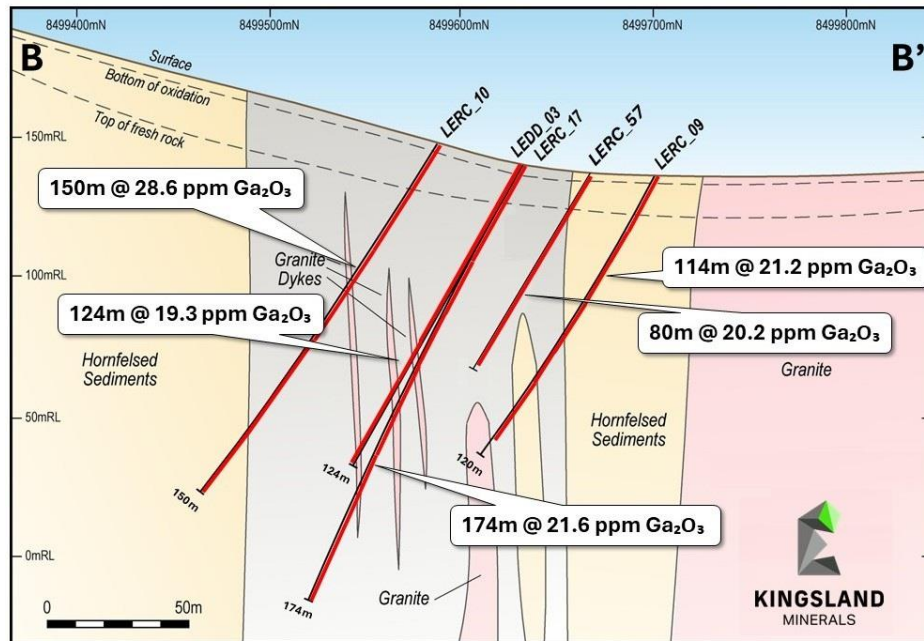 8499400mN
8499500mN
8499600mN
8499700mN
8499800mN
B
B'
Surface
Bottom of oxidation
Top of fresh rock
LERC_10
LEDD_03
LERC_17
LERC_57
LERC_09
150mRL
150m @ 28.6 ppm Ga₂O₃
Granite
Dykes
100mRL
114m @ 21.2 ppm Ga₂O₃
124m @ 19.3 ppm Ga₂O₃
80m @ 20.2 ppm Ga₂O₃
Hornfelsed
Sediments
Granite
50mRL
Hornfelsed
Sediments
120m
124m
150m
174m @ 21.6 ppm Ga₂O₃
0mRL
174m
Granite
0
50m
KINGSLAND
MINERALS